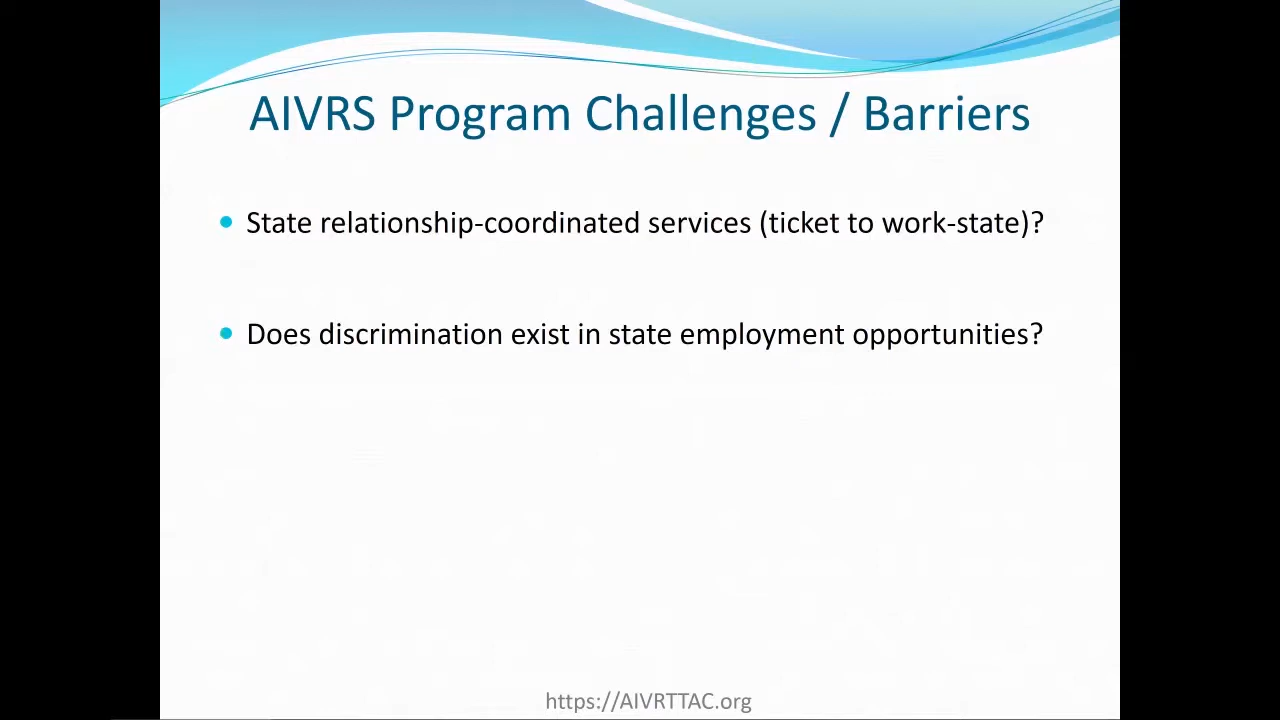 AIVRS Program Challenges / Barriers
State relationship-coordinated services (ticket to work-state)?
Does discrimination exist in state employment opportunities?
https://AIVRTTAC.org